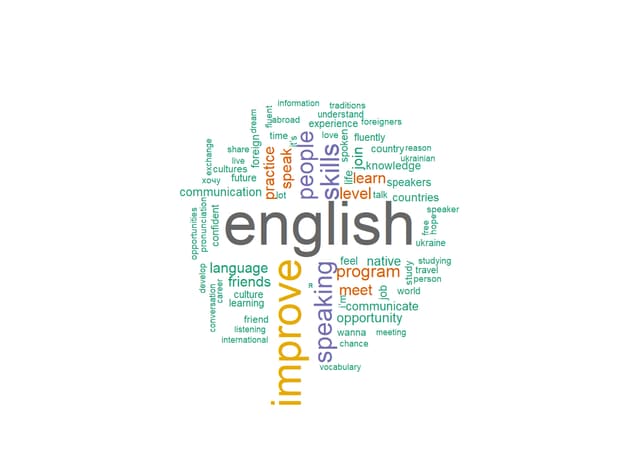 information
traditions
dream
fluent
abroad
understand
experience
foreigners
exchange
share
foreign
time
it's
people
skills
love
spoken
fluently
practice
speak
join
country
reason
live
cultures
ukrainian
knowledge
хочу
future
life
learn
speakers
communication
lot
level
talk
countries
opportunities
pronunciation
confident
english
speaker
free
hope
ukraine
language
improve
speaking
feel
native
studying
develop
career
friends
я
program
study
travel
person
culture
learning
i'm
meet
job
world
conversation
communicate
friend
opportunity
listening
international
wanna
meeting
chance
vocabulary